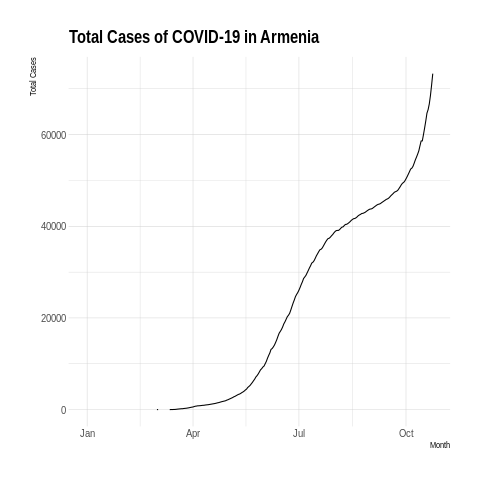 Total Cases of COVID-19 in Armenia
Total Cases
60000
40000
20000
0
Jan Apr Jul Oct
Month